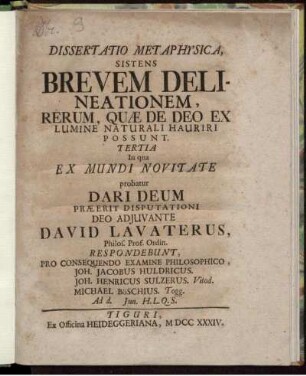 DISSERTATIO METAPHYSICA,
SISTENS
BREVEM DELI-
NEATIONEM,
RERUM, QUÆ DE DEO EX
LUMINE NATURALI HAURIRI
POSSUNT.
TERTIA
In qua
EX MUNDI NOVITATE
probatur
DARI DEUM
PRÆERIT DISPUTATIONI
DEO ADJUVANTE
DAVID LAVATERUS,
Philos. Prof. Ordin.
RESPONDEBUNT,
PRO CONSEQUENDO EXAMINE PHILOSOPHICO,
JOH. JACOBUS HULDRICUS.
JOH. HENRICUS SULZERUS. Vitod.
MICHAEL BÖSCHIUS. Togg.
Ad d. Jun. H.L.Q.S.
TIGURI,
Ex Officina HEIDEGGERIANA, MDCCXXXIV.